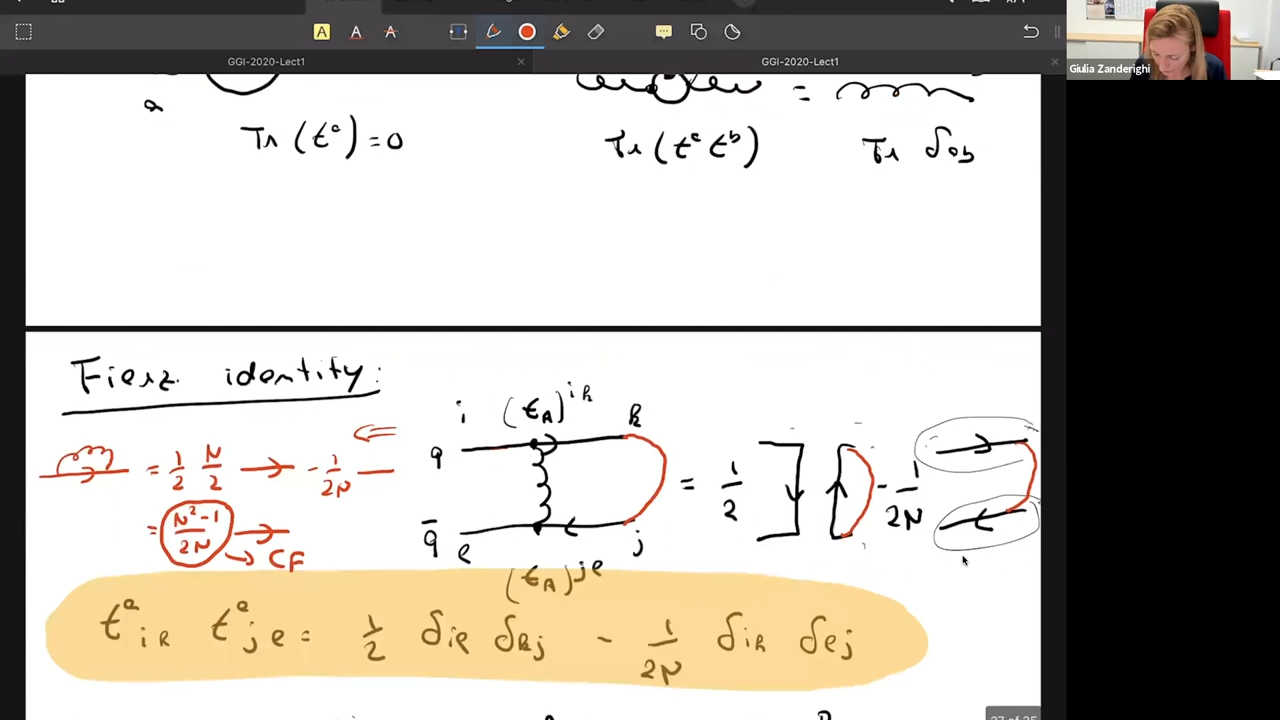 GGI-2020-Lect1
GGI-2020-Lect1
Giulia Zanderighi
a
=
Tr (t^a) = 0
Tr (t^a t^b)
T_R δ_ab
Fierz identity:
i (t_A)^ik k
q
= 1/2 N/2 → - 1/2N —
= 1/2 - 1/2N
= N²-1/2N → CF
q̄ l j
(t_A)^jl
t^a_ik t^a_jl = 1/2 δ_il δ_kj - 1/2N δ_ik δ_lj